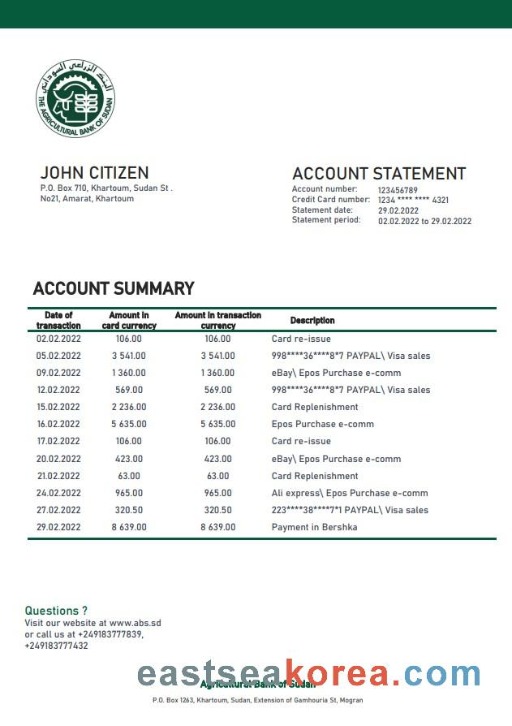 البنك الزراعي السوداني
THE AGRICULTURAL BANK OF SUDAN
JOHN CITIZEN
P.O. Box 710, Khartoum, Sudan St .
No21, Amarat, Khartoum
ACCOUNT STATEMENT
Account number: 123456789
Credit Card number: 1234 **** **** 4321
Statement date: 29.02.2022
Statement period: 02.02.2022 to 29.02.2022
ACCOUNT SUMMARY
Date of transaction Amount in card currency Amount in transaction currency Description
02.02.2022 106.00 106.00 Card re-issue
05.02.2022 3 541.00 3 541.00 998****36****8*7 PAYPAL\ Visa sales
09.02.2022 1 360.00 1 360.00 eBay\ Epos Purchase e-comm
12.02.2022 569.00 569.00 998****36****8*7 PAYPAL\ Visa sales
15.02.2022 2 236.00 2 236.00 Card Replenishment
16.02.2022 5 635.00 5 635.00 Epos Purchase e-comm
17.02.2022 106.00 106.00 Card re-issue
20.02.2022 423.00 423.00 eBay\ Epos Purchase e-comm
21.02.2022 63.00 63.00 Card Replenishment
24.02.2022 965.00 965.00 Ali express\ Epos Purchase e-comm
27.02.2022 320.50 320.50 223****38****7*1 PAYPAL\ Visa sales
29.02.2022 8 639.00 8 639.00 Payment in Bershka
Questions ?
Visit our website at www.abs.sd
or call us at +249183777839,
+249183777432
eastseakorea.com
Agricultural Bank of Sudan
P.O. Box 1263, Khartoum, Sudan, Extension of Gamhouria St, Mogran